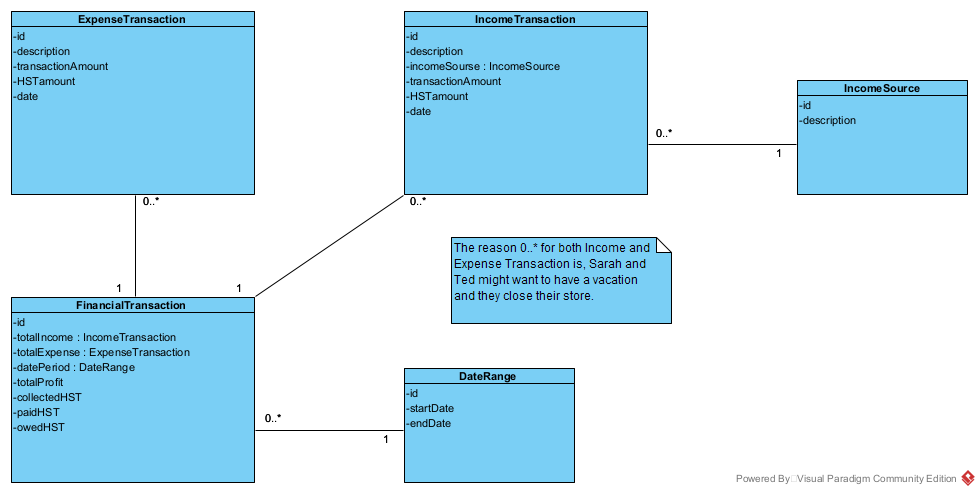 ExpenseTransaction
-id
-description
-transactionAmount
-HSTamount
-date
IncomeTransaction
-id
-description
-incomeSourse : IncomeSource
-transactionAmount
-HSTamount
-date
IncomeSource
-id
-description
0..*
1
0..*
1
0..*
1
The reason 0..* for both Income and
Expense Transaction is, Sarah and
Ted might want to have a vacation
and they close their store.
FinancialTransaction
-id
-totalIncome : IncomeTransaction
-totalExpense : ExpenseTransaction
-datePeriod : DateRange
-totalProfit
-collectedHST
-paidHST
-owedHST
0..*
1
DateRange
-id
-startDate
-endDate
Powered By Visual Paradigm Community Edition